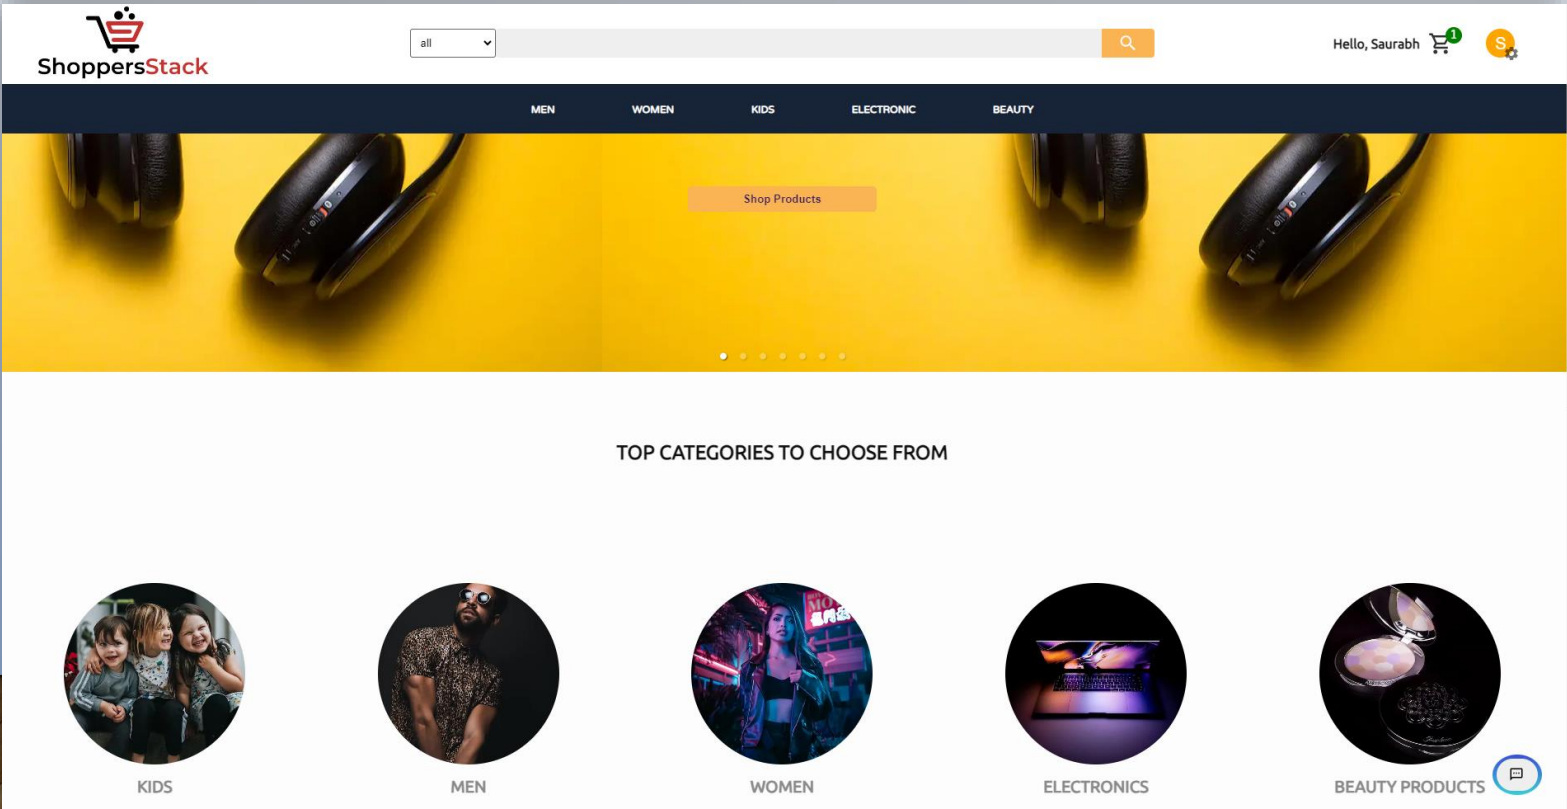 ShoppersStack
all
Hello, Saurabh
1
S
MEN WOMEN KIDS ELECTRONIC BEAUTY
Shop Products
TOP CATEGORIES TO CHOOSE FROM
KIDS MEN WOMEN ELECTRONICS BEAUTY PRODUCTS